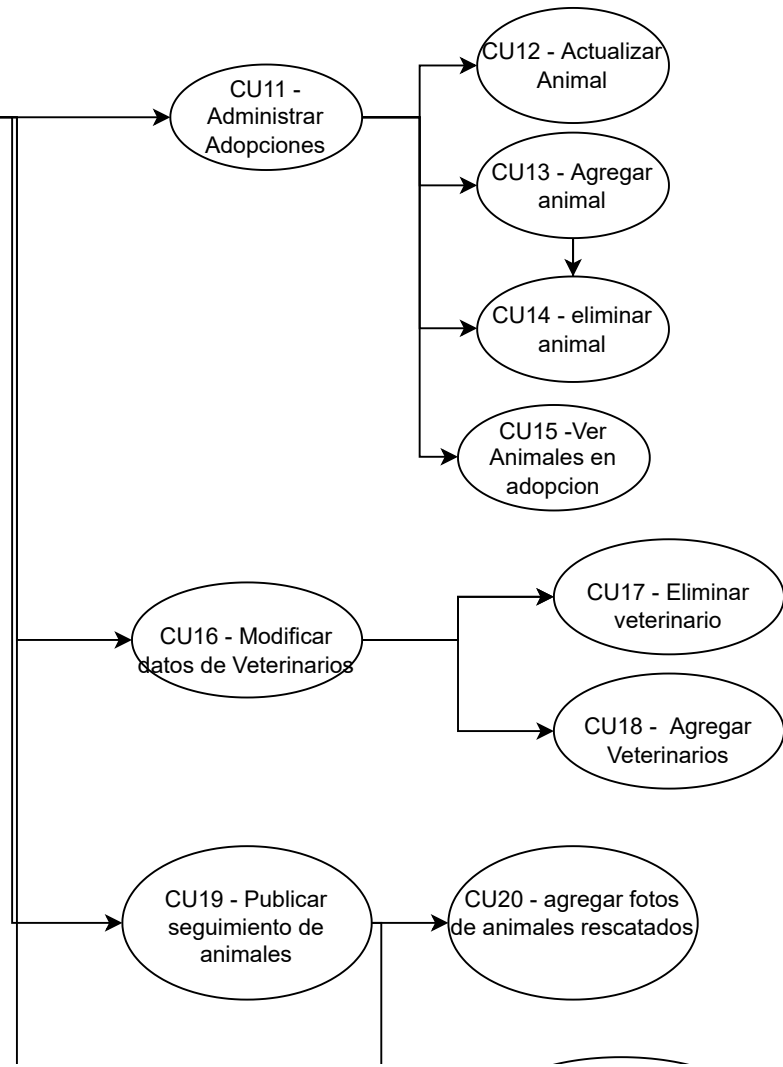 CU11 -
Administrar
Adopciones
CU12 - Actualizar
Animal
CU13 - Agregar
animal
CU14 - eliminar
animal
CU15 -Ver
Animales en
adopcion
CU16 - Modificar
datos de Veterinarios
CU17 - Eliminar
veterinario
CU18 -  Agregar
Veterinarios
CU19 - Publicar
seguimiento de
animales
CU20 - agregar fotos
de animales rescatados